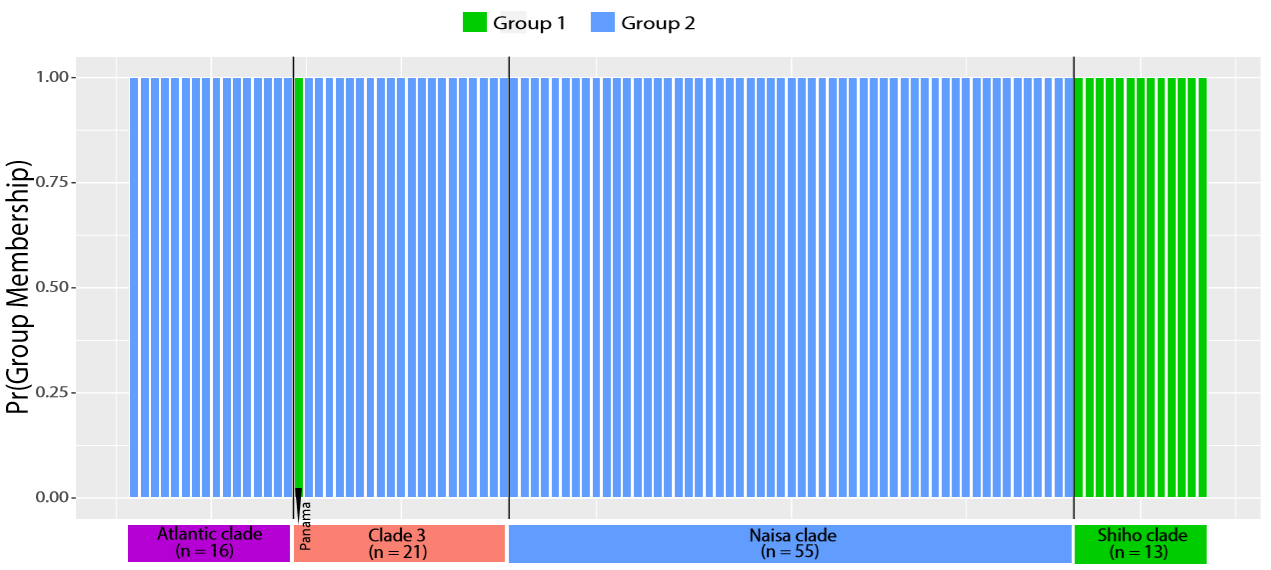 Group 1 Group 2
Pr(Group Membership)
1.00
0.75
0.50
0.25
0.00
Panama
Atlantic clade
(n = 16)
Clade 3
(n = 21)
Naisa clade
(n = 55)
Shiho clade
(n = 13)